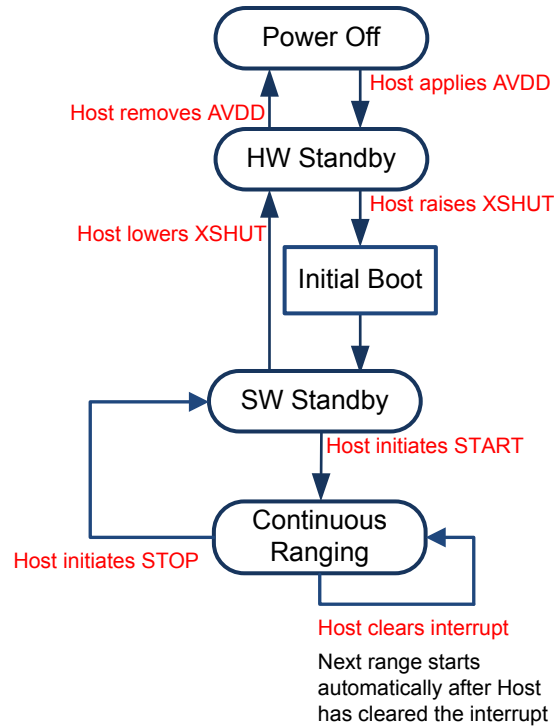 Power Off
Host applies AVDD
Host removes AVDD
HW Standby
Host raises XSHUT
Host lowers XSHUT
Initial Boot
SW Standby
Host initiates START
Continuous
Ranging
Host initiates STOP
Host clears interrupt
Next range starts
automatically after Host
has cleared the interrupt